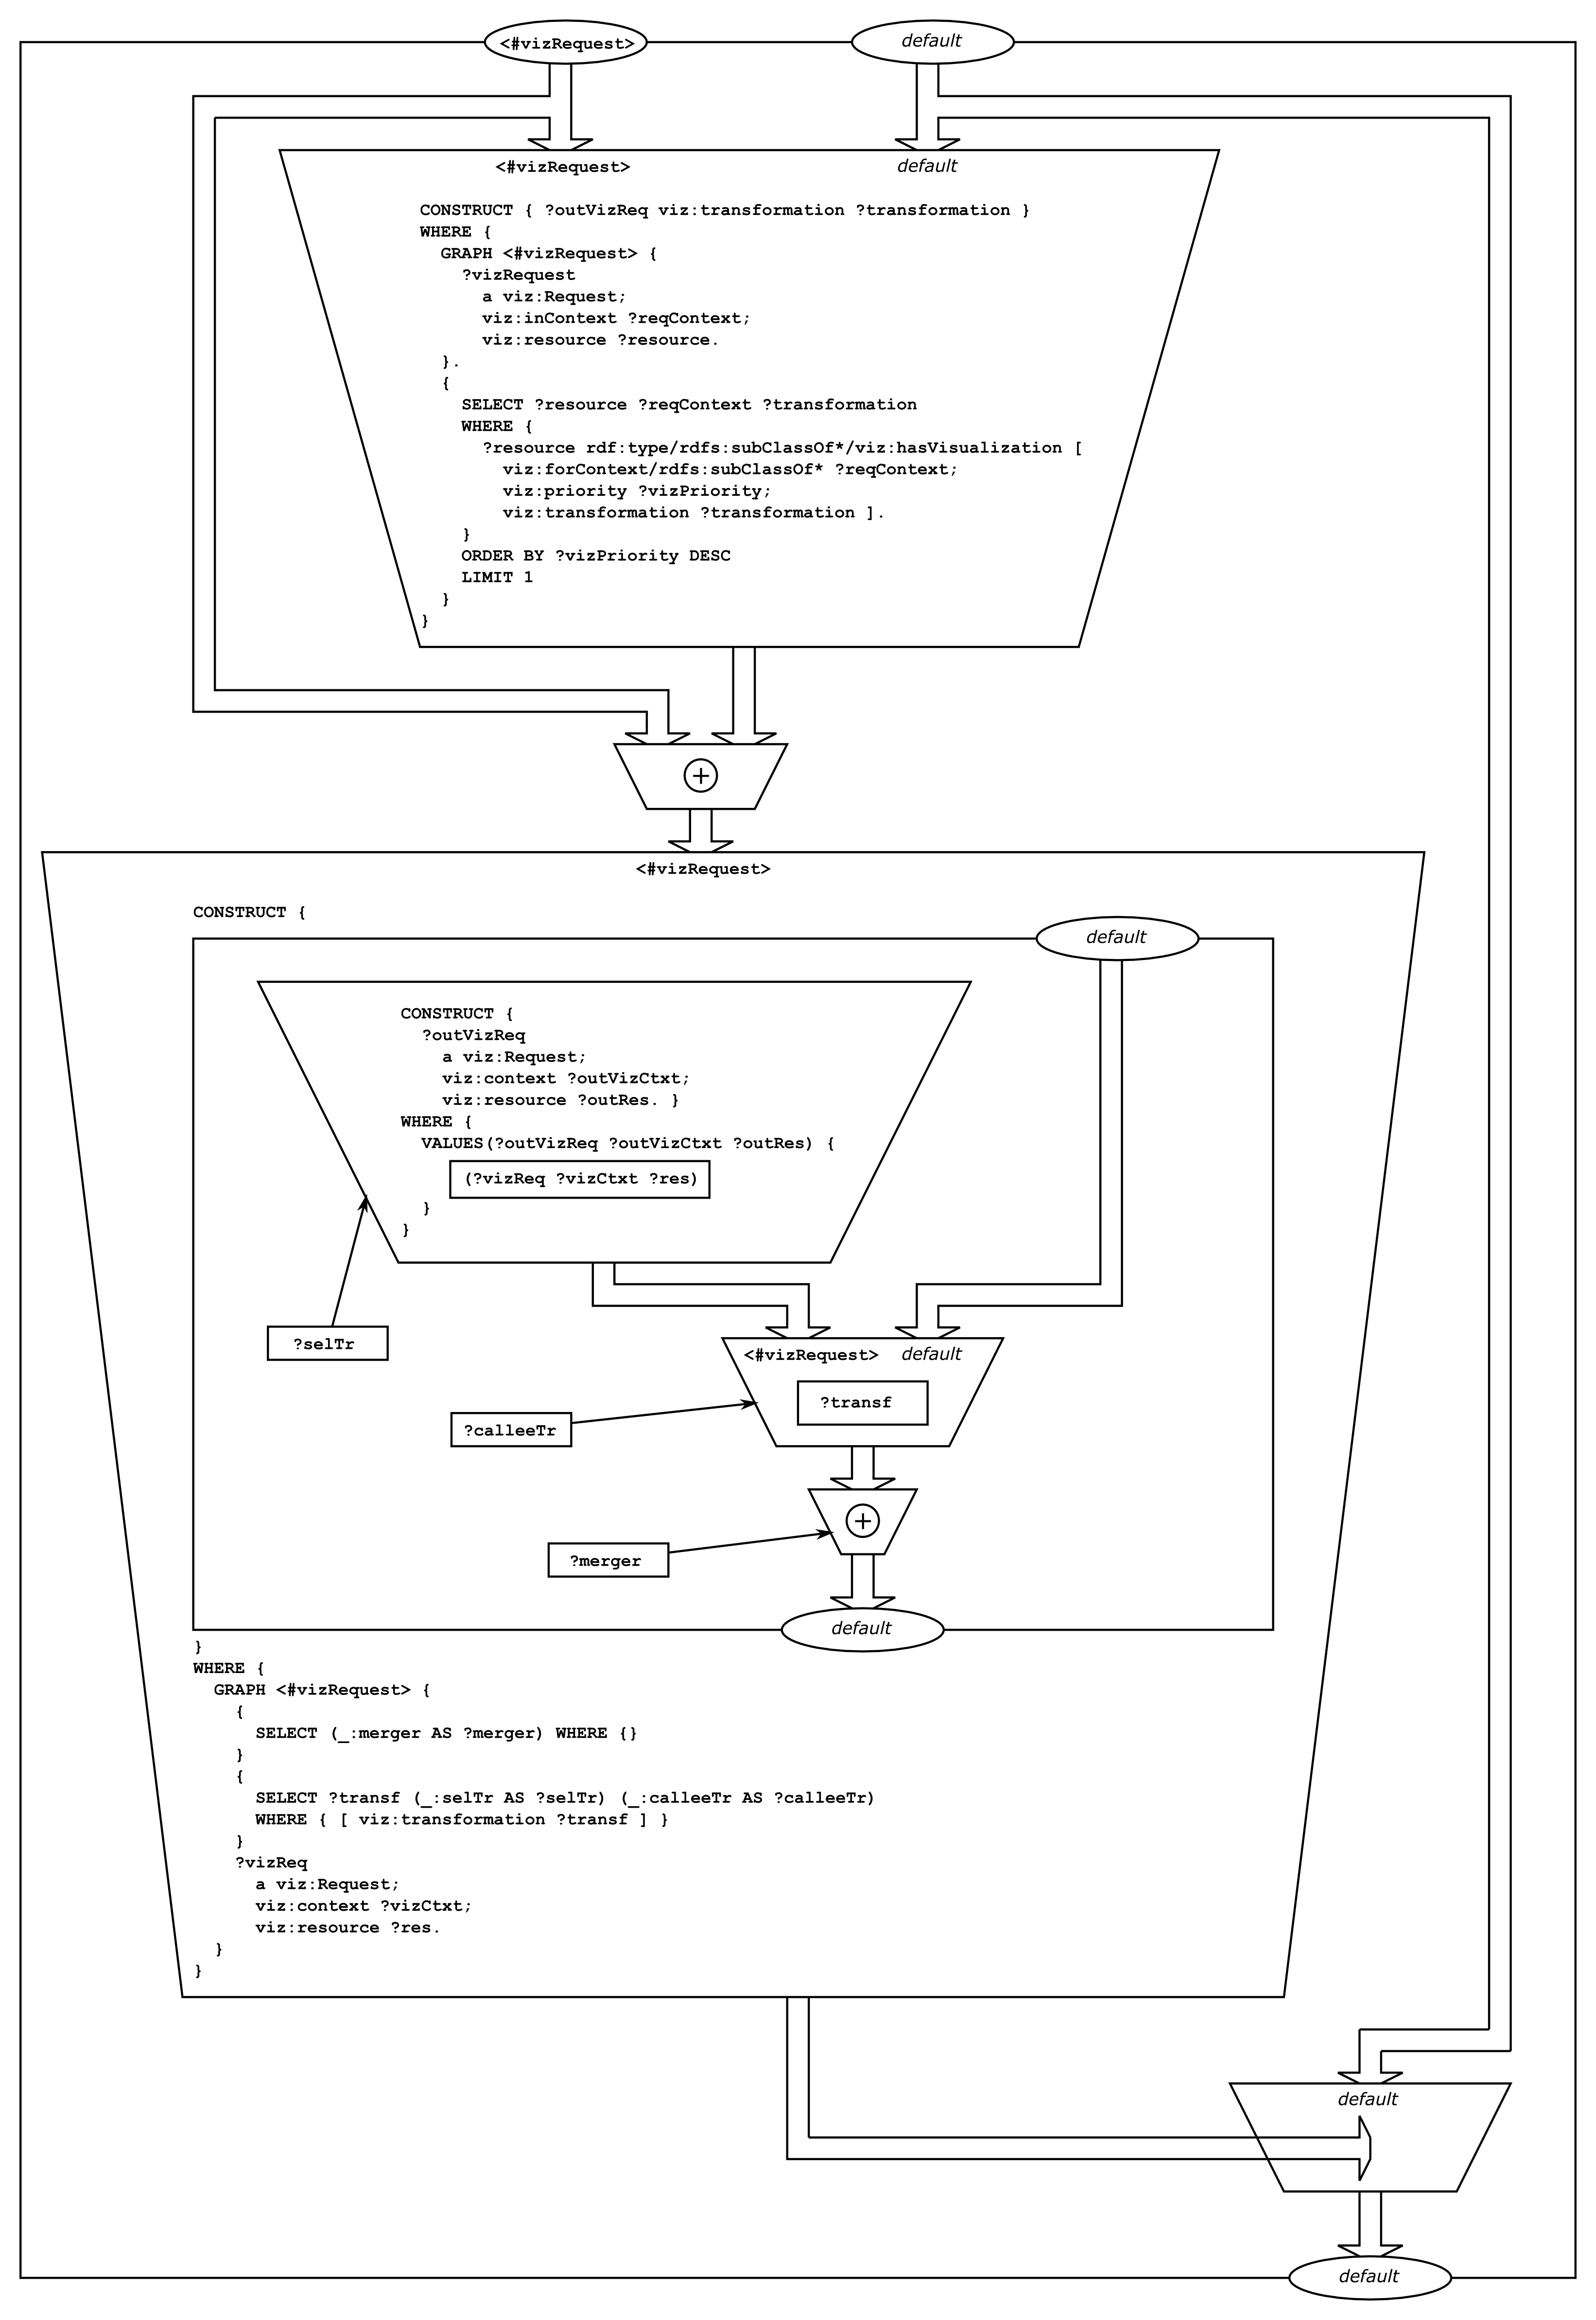 <#vizRequest>
default
<#vizRequest>
default
CONSTRUCT { ?outVizReq viz:transformation ?transformation }
WHERE {
  GRAPH <#vizRequest> {
    ?vizRequest
      a viz:Request;
      viz:inContext ?reqContext;
      viz:resource ?resource.
  }.
  {
    SELECT ?resource ?reqContext ?transformation
    WHERE {
      ?resource rdf:type/rdfs:subClassOf*/viz:hasVisualization [
        viz:forContext/rdfs:subClassOf* ?reqContext;
        viz:priority ?vizPriority;
        viz:transformation ?transformation ].
    }
    ORDER BY ?vizPriority DESC
    LIMIT 1
  }
}
+
<#vizRequest>
CONSTRUCT {
default
CONSTRUCT {
  ?outVizReq
    a viz:Request;
    viz:context ?outVizCtxt;
    viz:resource ?outRes. }
WHERE {
  VALUES(?outVizReq ?outVizCtxt ?outRes) {
(?vizReq ?vizCtxt ?res)
  }
}
?selTr
<#vizRequest>
default
?transf
?calleeTr
+
?merger
default
}
WHERE {
  GRAPH <#vizRequest> {
    {
      SELECT (_:merger AS ?merger) WHERE {}
    }
    {
      SELECT ?transf (_:selTr AS ?selTr) (_:calleeTr AS ?calleeTr)
      WHERE { [ viz:transformation ?transf ] }
    }
    ?vizReq
      a viz:Request;
      viz:context ?vizCtxt;
      viz:resource ?res.
  }
}
default
default